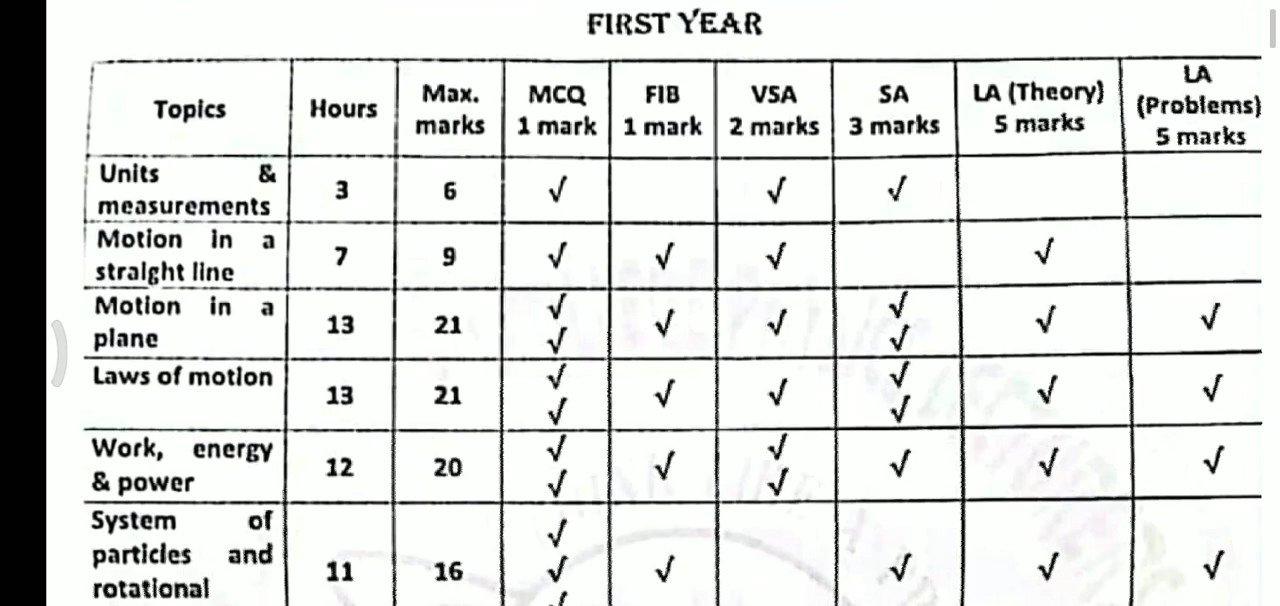 FIRST YEAR
Topics Hours Max. marks MCQ 1 mark FIB 1 mark VSA 2 marks SA 3 marks LA (Theory) 5 marks LA (Problems) 5 marks
Units & measurements 3 6 √ √ √
Motion in a straight line 7 9 √ √ √ √
Motion in a plane 13 21 √ √ √ √ √ √ √ √
Laws of motion 13 21 √ √ √ √ √ √ √ √
Work, energy & power 12 20 √ √ √ √ √ √ √ √
System of particles and rotational 11 16 √ √ √ √ √ √ √